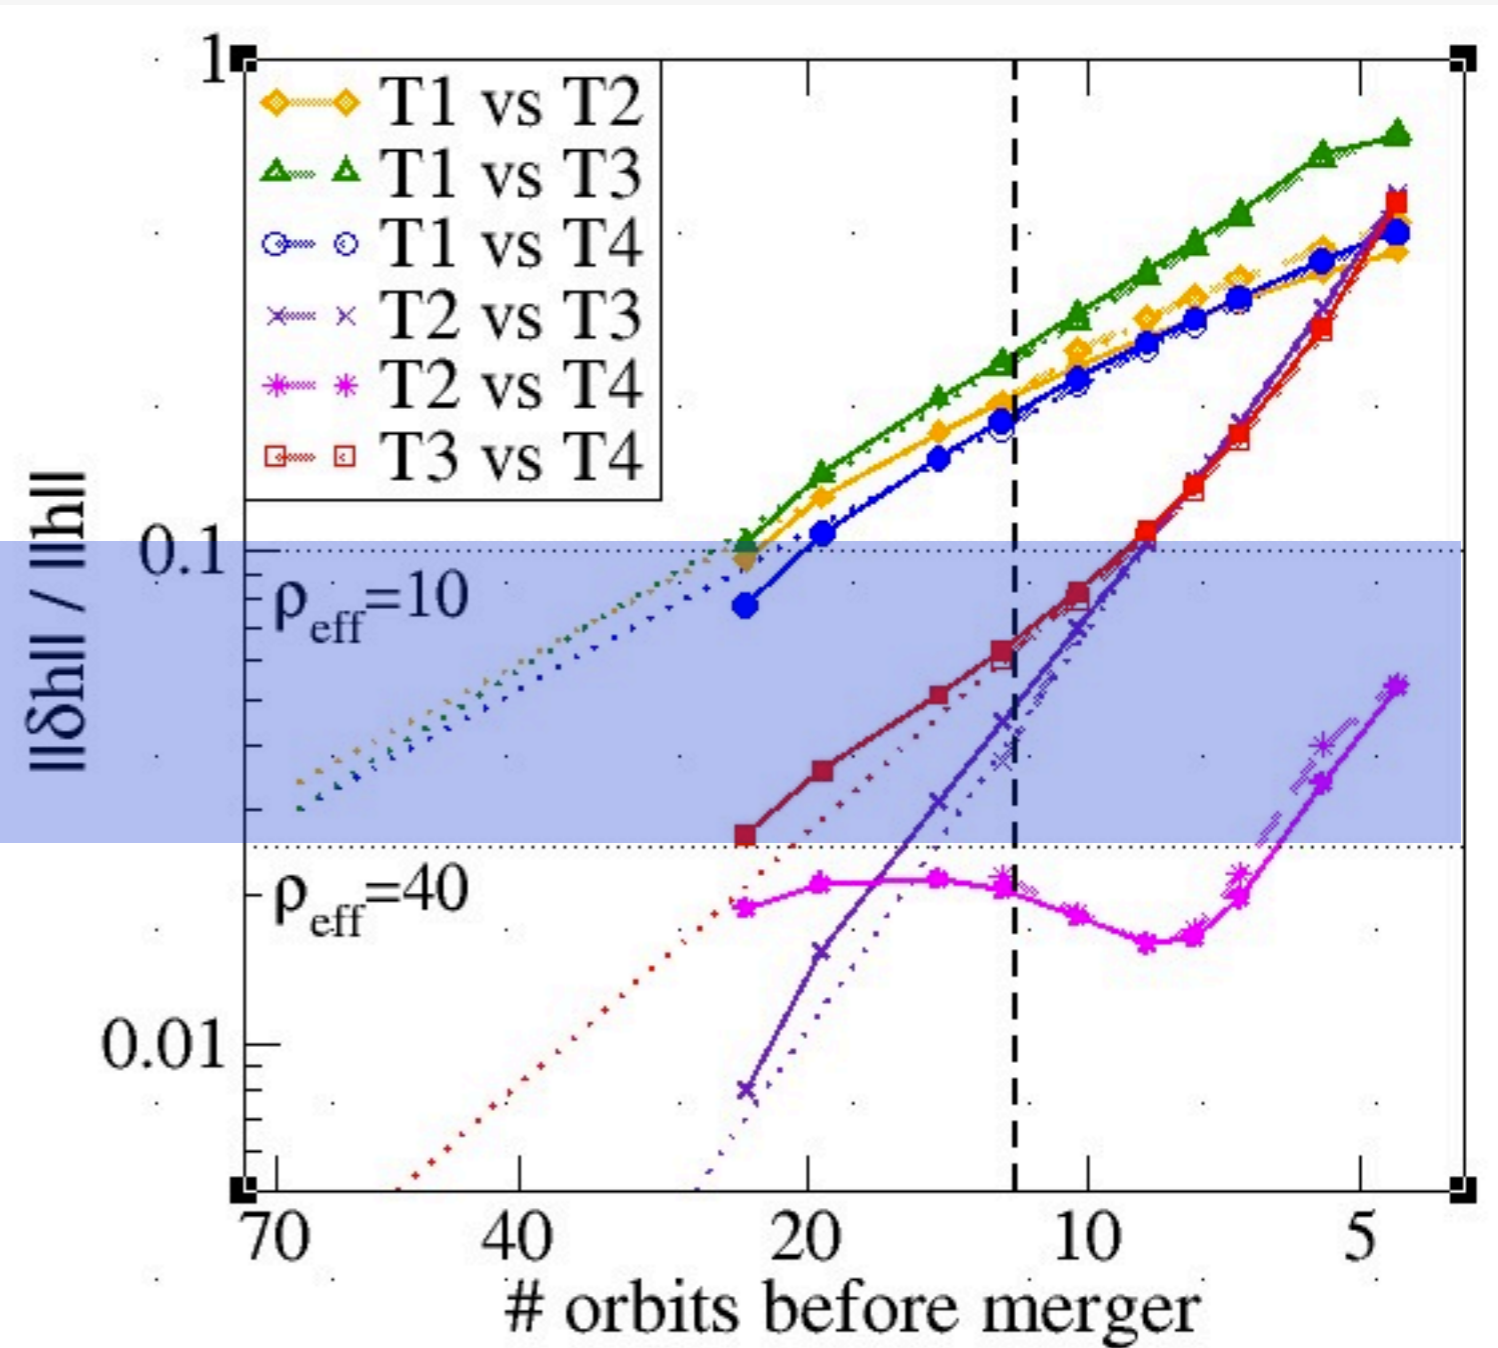 1
T1 vs T2
T1 vs T3
T1 vs T4
T2 vs T3
T2 vs T4
T3 vs T4
||δh|| / ||h||
0.1
ρeff=10
ρeff=40
0.01
70 40 20 10 5
# orbits before merger